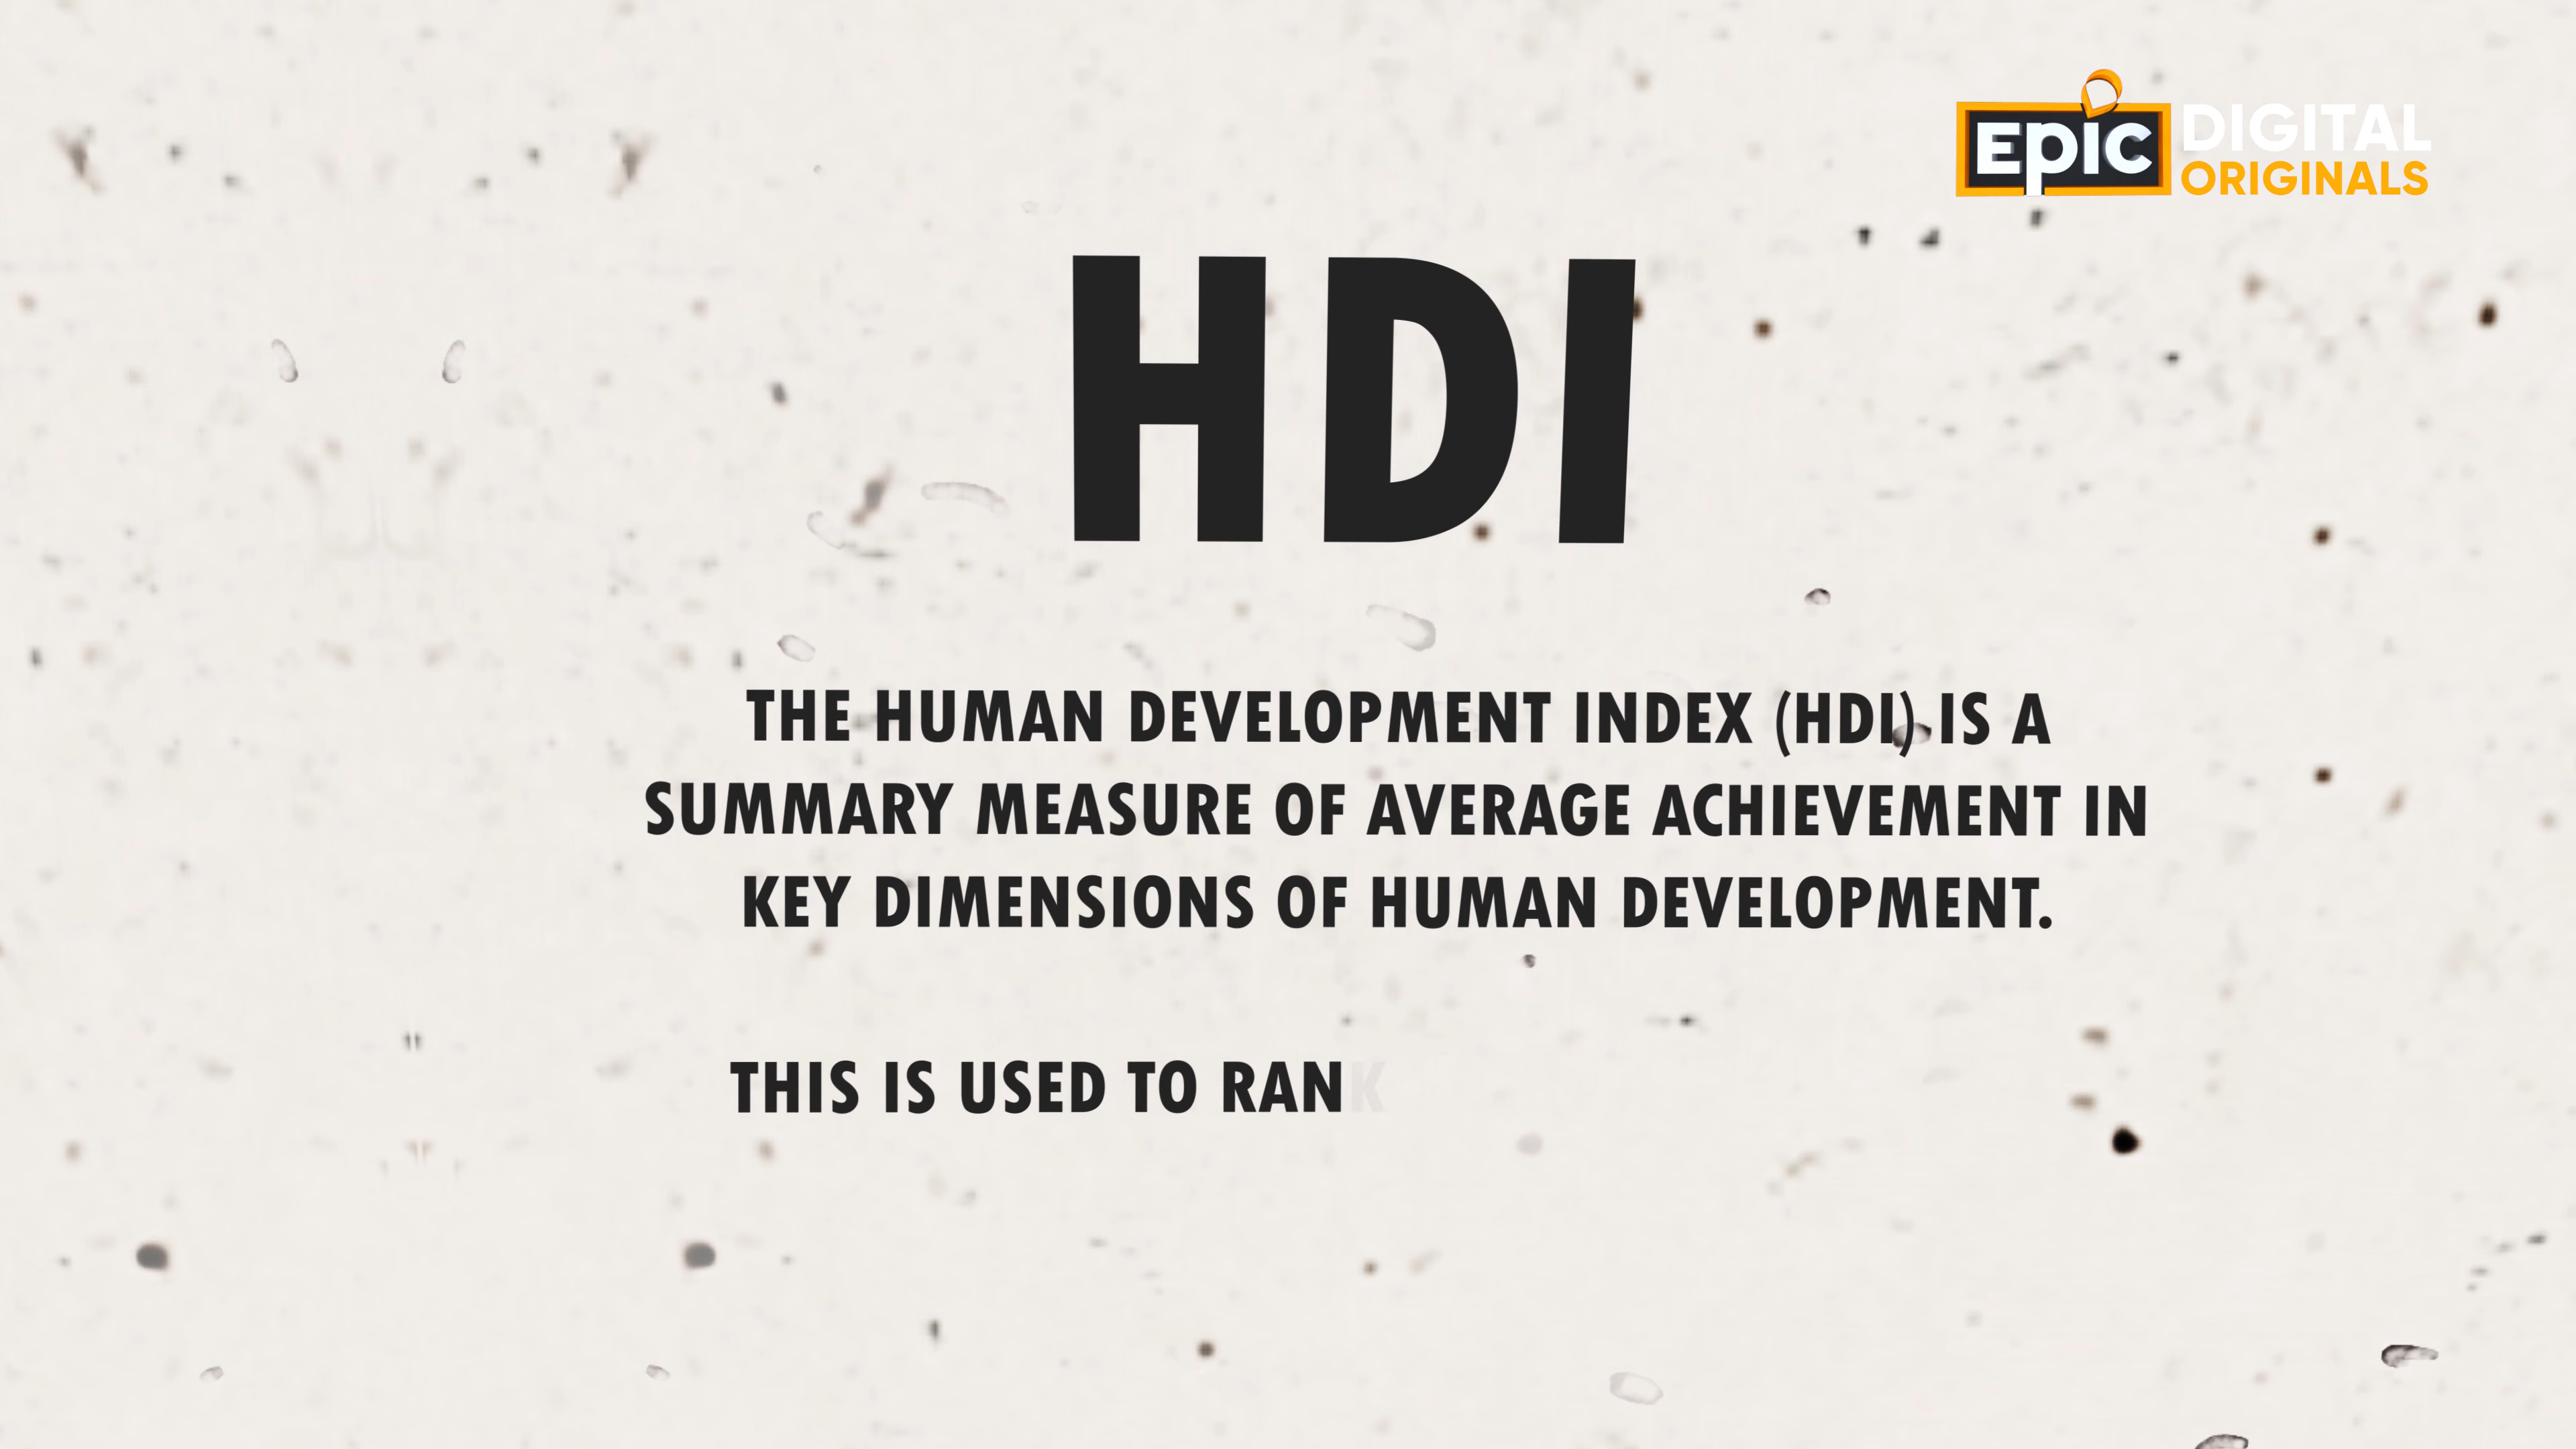 Epic DIGITAL
ORIGINALS
HDI
THE HUMAN DEVELOPMENT INDEX (HDI) IS A
SUMMARY MEASURE OF AVERAGE ACHIEVEMENT IN
KEY DIMENSIONS OF HUMAN DEVELOPMENT.
THIS IS USED TO RANK